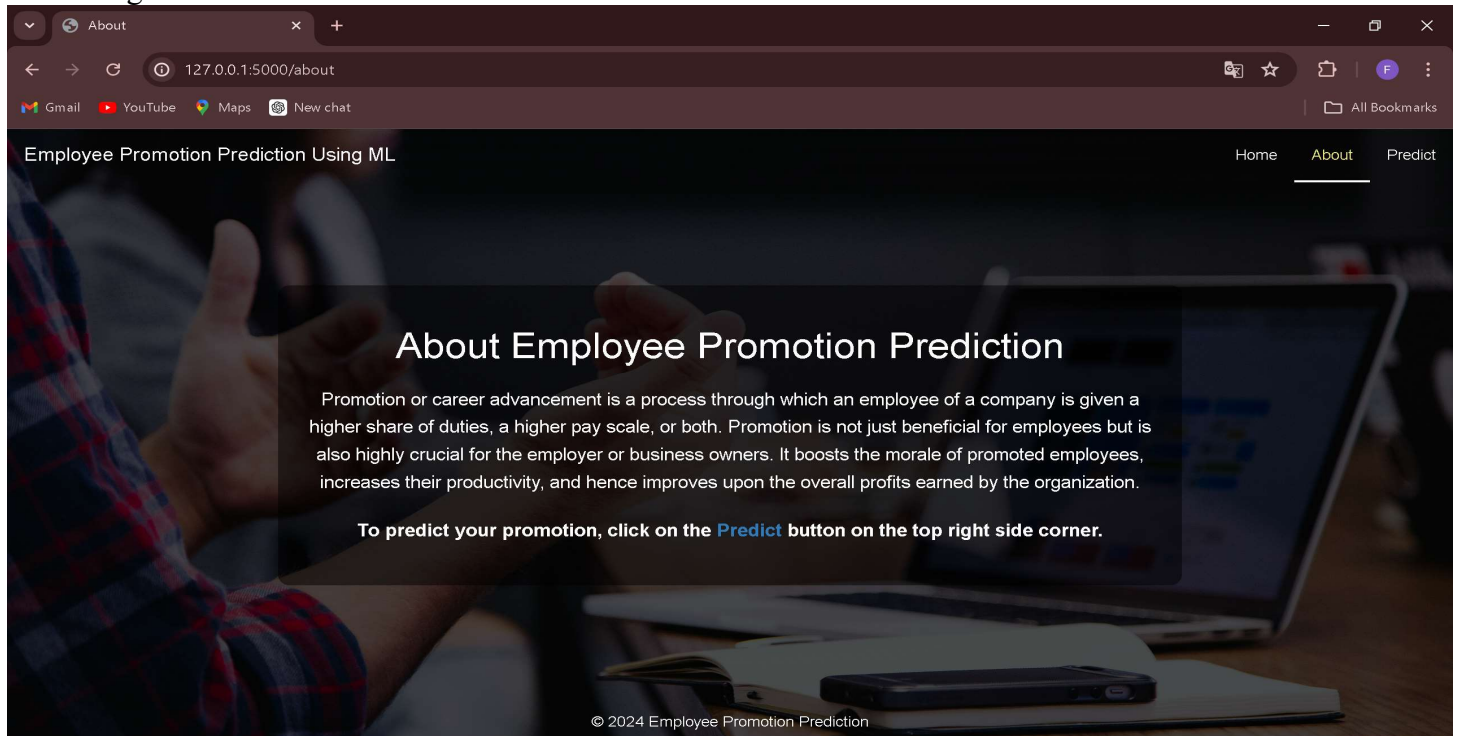 About
127.0.0.1:5000/about
F
Gmail YouTube Maps New chat All Bookmarks
Employee Promotion Prediction Using ML Home About Predict
About Employee Promotion Prediction
Promotion or career advancement is a process through which an employee of a company is given a
higher share of duties, a higher pay scale, or both. Promotion is not just beneficial for employees but is
also highly crucial for the employer or business owners. It boosts the morale of promoted employees,
increases their productivity, and hence improves upon the overall profits earned by the organization.
To predict your promotion, click on the Predict button on the top right side corner.
© 2024 Employee Promotion Prediction